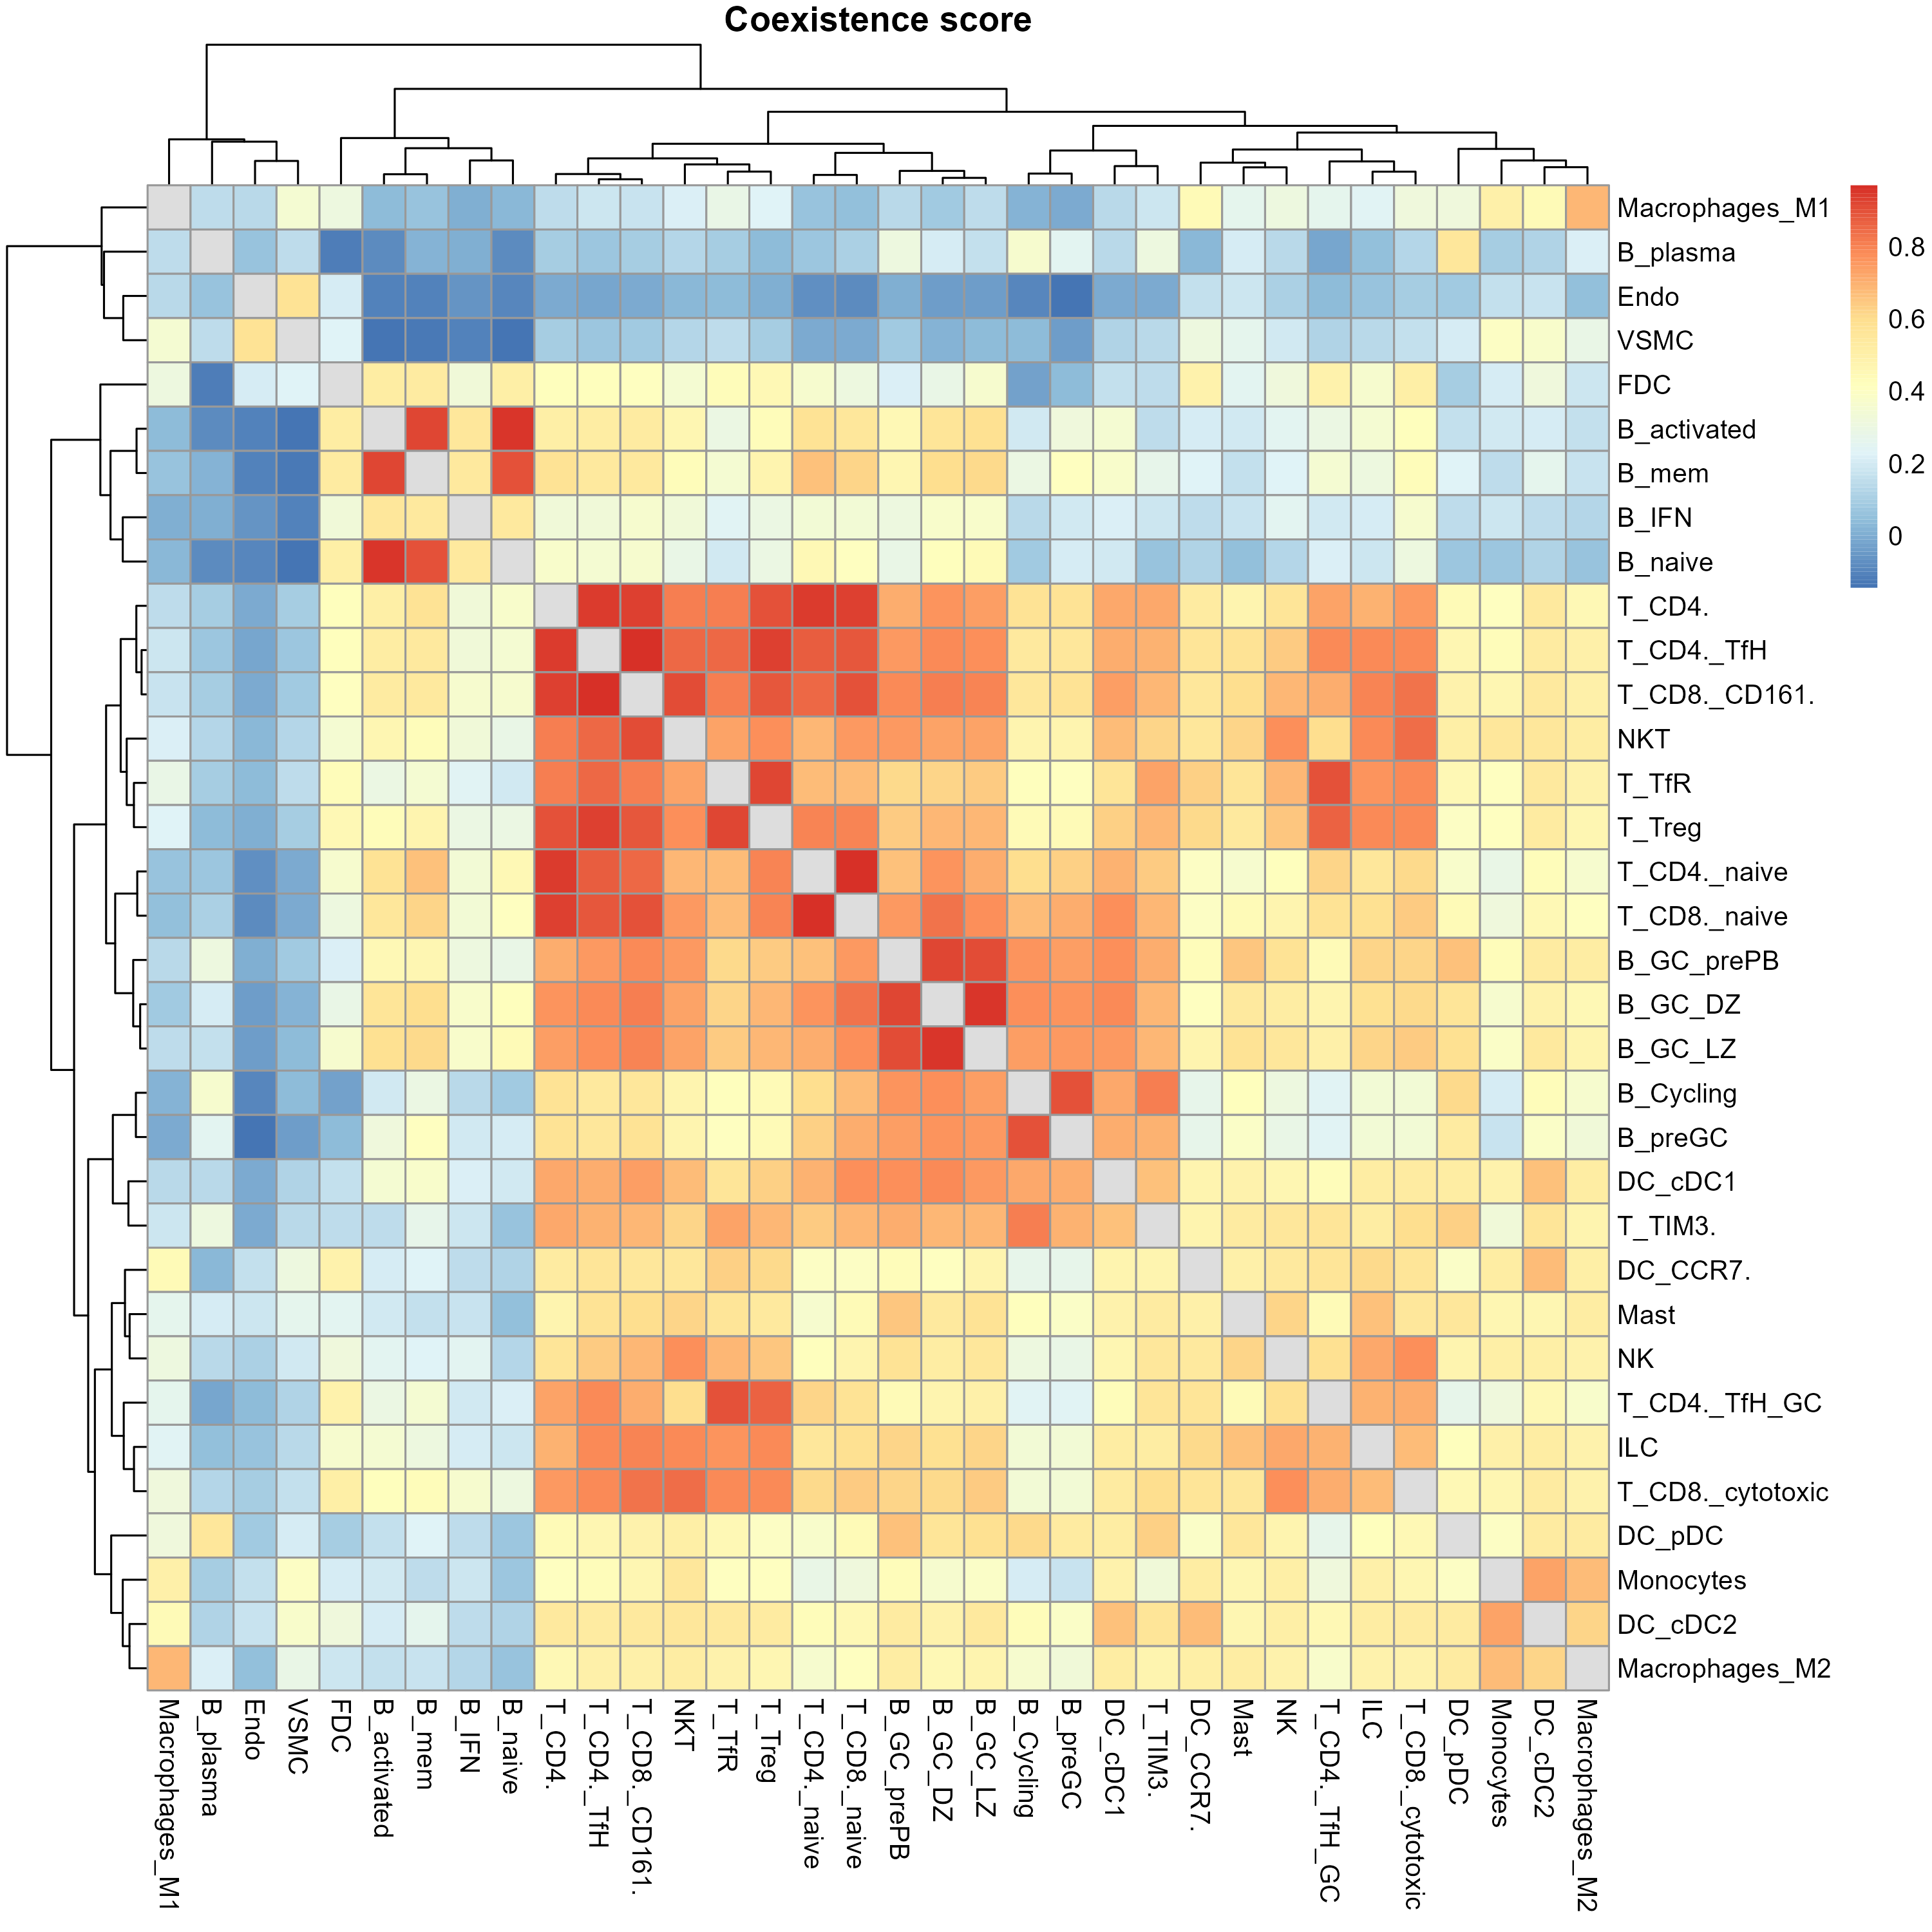 Coexistence score
Macrophages_M1
B_plasma
Endo
VSMC
FDC
B_activated
B_mem
B_IFN
B_naive
T_CD4.
T_CD4._TfH
T_CD8._CD161.
NKT
T_TfR
T_Treg
T_CD4._naive
T_CD8._naive
B_GC_prePB
B_GC_DZ
B_GC_LZ
B_Cycling
B_preGC
DC_cDC1
T_TIM3.
DC_CCR7.
Mast
NK
T_CD4._TfH_GC
ILC
T_CD8._cytotoxic
DC_pDC
Monocytes
DC_cDC2
Macrophages_M2
0.8
0.6
0.4
0.2
0
Macrophages_M1
B_plasma
Endo
VSMC
FDC
B_activated
B_mem
B_IFN
B_naive
T_CD4.
T_CD4._TfH
T_CD8._CD161.
NKT
T_TfR
T_Treg
T_CD4._naive
T_CD8._naive
B_GC_prePB
B_GC_DZ
B_GC_LZ
B_Cycling
B_preGC
DC_cDC1
T_TIM3.
DC_CCR7.
Mast
NK
T_CD4._TfH_GC
ILC
T_CD8._cytotoxic
DC_pDC
Monocytes
DC_cDC2
Macrophages_M2